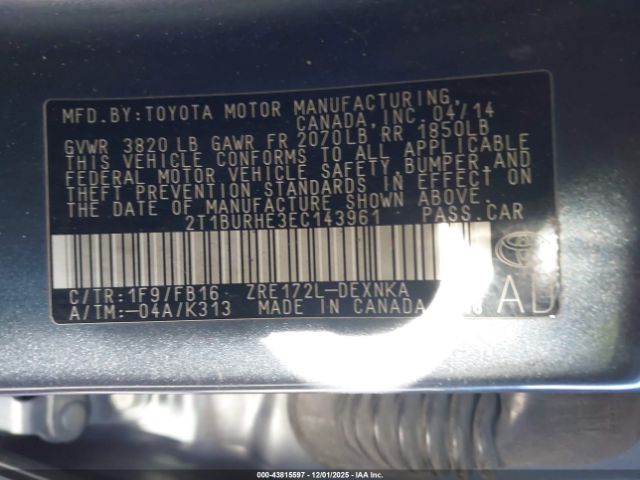 MFD.BY:TOYOTA MOTOR MANUFACTURING,
CANADA,INC.04/14
GVWR 3820 LB GAWR FR 2070LB RR 1850LB
THIS VEHICLE CONFORMS TO ALL APPLICABLE
FEDERAL MOTOR VEHICLE SAFETY,BUMPER,AND
THEFT PREVENTION STANDARDS IN EFFECT ON
THE DATE OF MANUFACTURE SHOWN ABOVE.
2T1BURHE3EC143961 PASS.CAR
C/TR:1F9/FB16 ZRE172L-DEXNKA
A/TM:-04A/K313 MADE IN CANADA AD
000-43815597 - 12/01/2025 - IAA Inc.